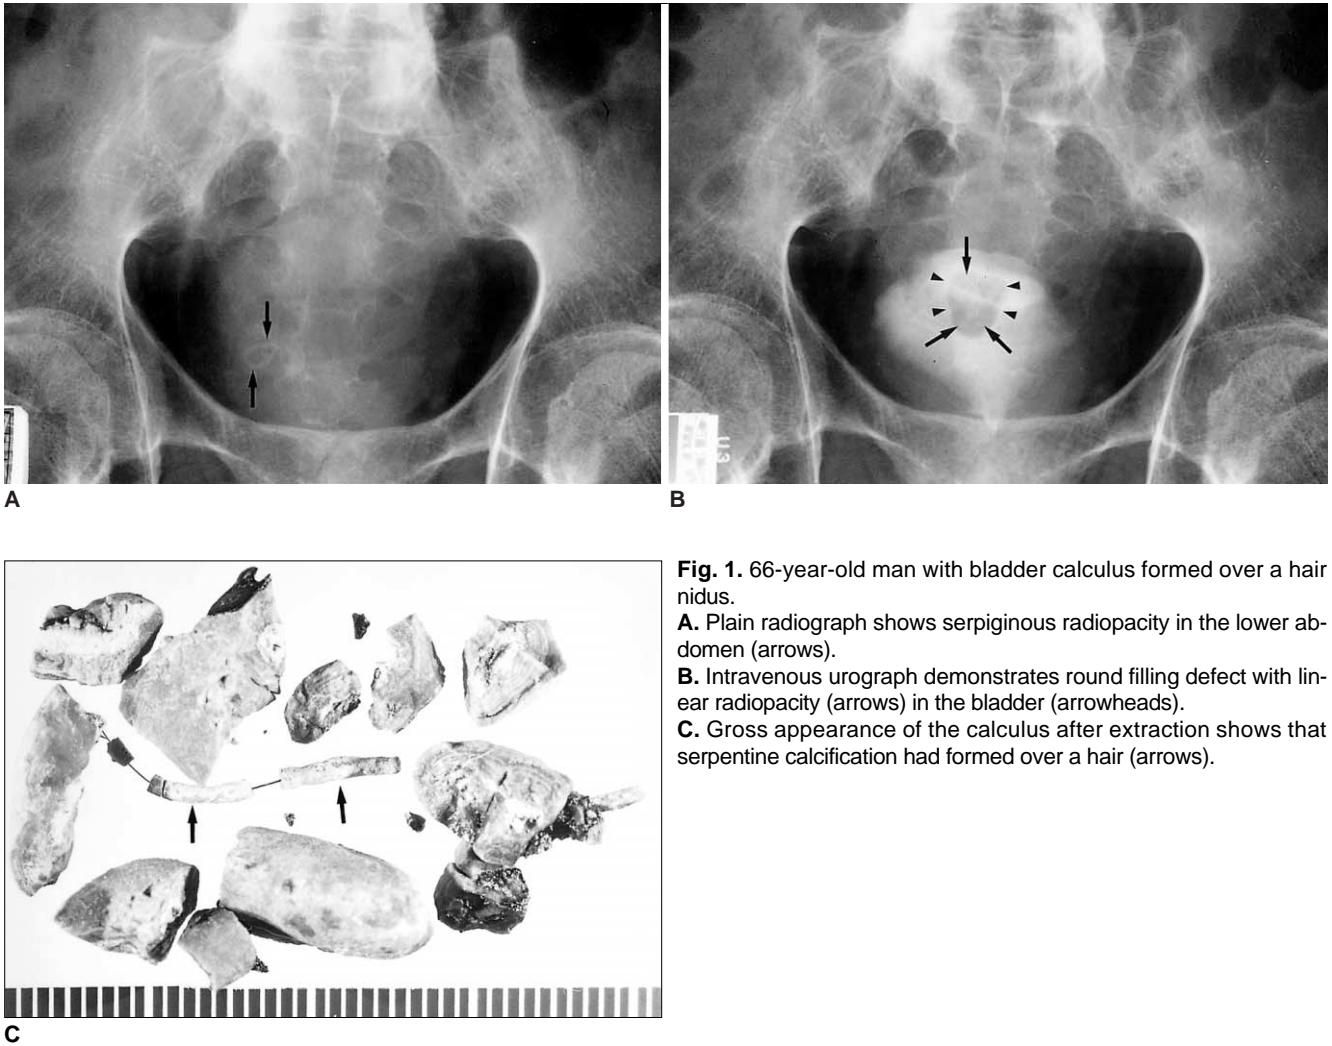 A
B
U3
C
Fig. 1. 66-year-old man with bladder calculus formed over a hair
nidus.
A. Plain radiograph shows serpiginous radiopacity in the lower ab-
domen (arrows).
B. Intravenous urograph demonstrates round filling defect with lin-
ear radiopacity (arrows) in the bladder (arrowheads).
C. Gross appearance of the calculus after extraction shows that
serpentine calcification had formed over a hair (arrows).